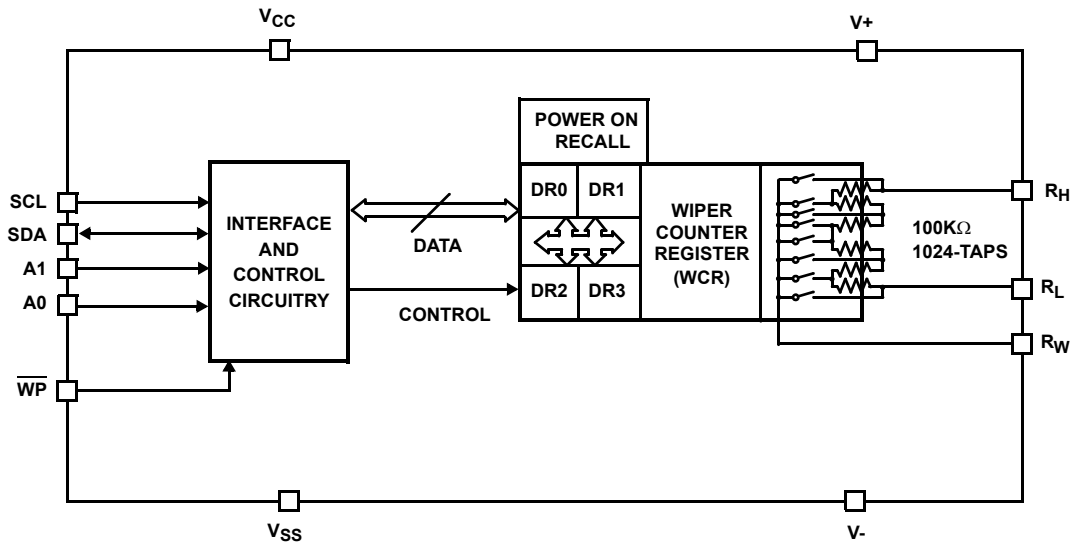 VCC
V+
POWER ON
RECALL
SCL
SDA
A1
A0
WP
INTERFACE
AND
CONTROL
CIRCUITRY
DATA
CONTROL
DR0
DR1
DR2
DR3
WIPER
COUNTER
REGISTER
(WCR)
100KΩ
1024-TAPS
RH
RL
RW
VSS
V-